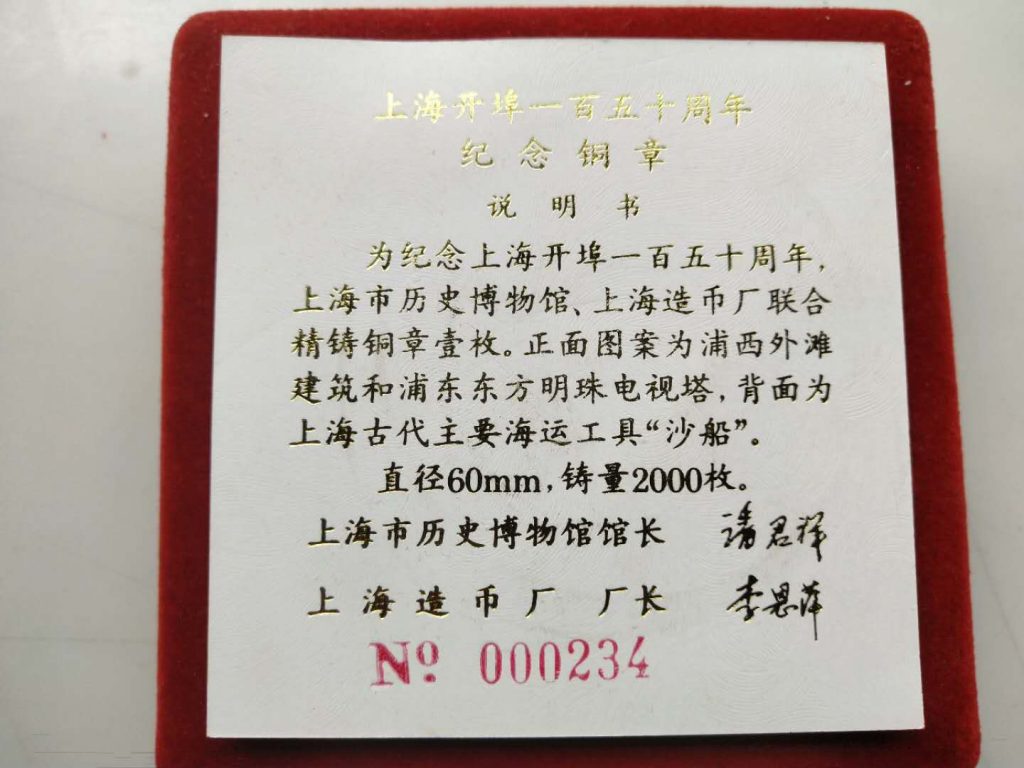 上海开埠一百五十周年
纪念铜章
说明书
为纪念上海开埠一百五十周年,
上海市历史博物馆、上海造币厂联合
精铸铜章壹枚。正面图案为浦西外滩
建筑和浦东东方明珠电视塔,背面为
上海古代主要海运工具“沙船”。
直径60mm,铸量2000枚。
上海市历史博物馆馆长 潘君祥
上海造币厂 厂长 李思萍
Nº 000234